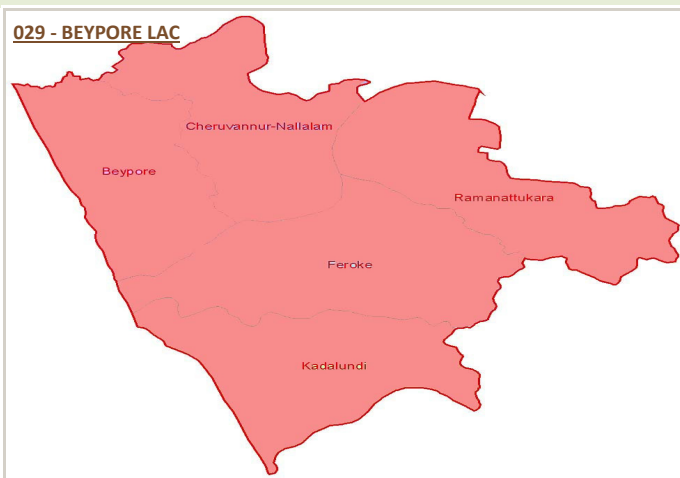 029 - BEYPORE LAC
Cheruvannur-Nallalam
Beypore
Ramanattukara
Feroke
Kadalundi